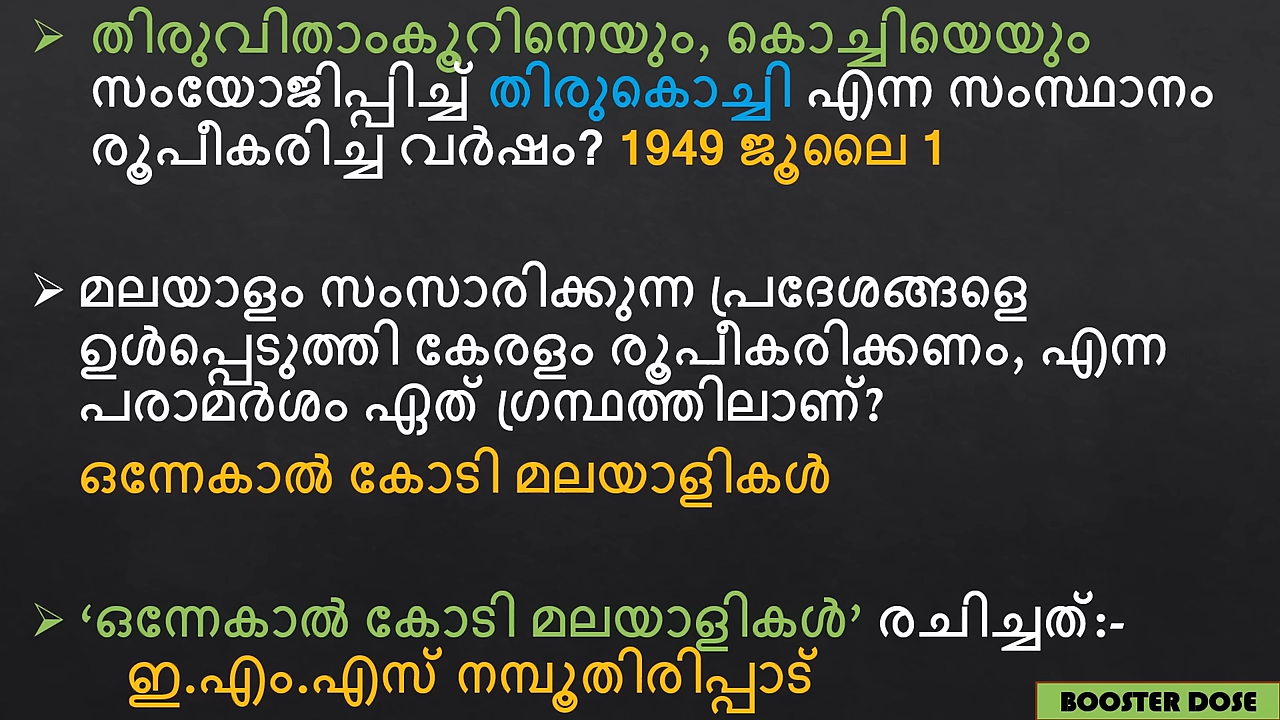 ➢ തിരുവിതാംകൂറിനെയും, കൊച്ചിയെയും
സംയോജിപ്പിച്ച് തിരുകൊച്ചി എന്ന സംസ്ഥാനം
രൂപീകരിച്ച വർഷം? 1949 ജൂലൈ 1
➢ മലയാളം സംസാരിക്കുന്ന പ്രദേശങ്ങളെ
ഉൾപ്പെടുത്തി കേരളം രൂപീകരിക്കണം, എന്ന
പരാമർശം ഏത് ഗ്രന്ഥത്തിലാണ്?
ഒന്നേകാൽ കോടി മലയാളികൾ
➢ ‘ഒന്നേകാൽ കോടി മലയാളികൾ’ രചിച്ചത്:-
ഇ.എം.എസ് നമ്പൂതിരിപ്പാട്
BOOSTER DOSE